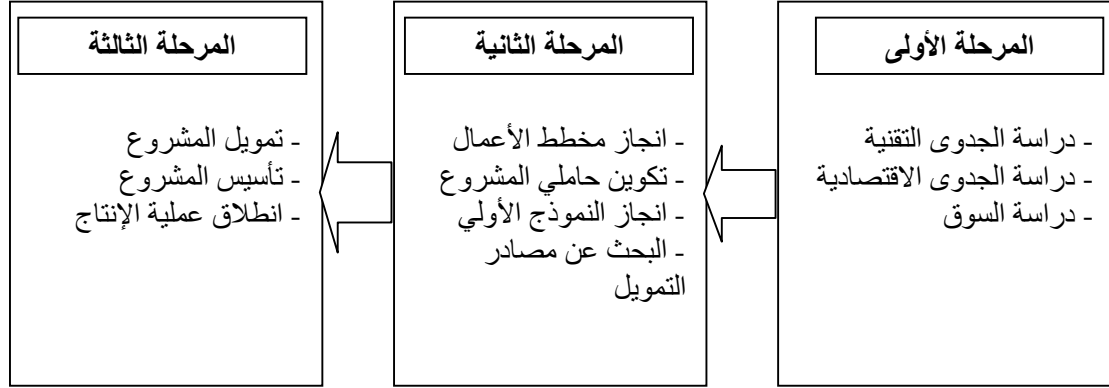 المرحلة الأولى
- دراسة الجدوى التقنية
- دراسة الجدوى الاقتصادية
- دراسة السوق
المرحلة الثانية
- انجاز مخطط الأعمال
- تكوين حاملي المشروع
- انجاز النموذج الأولي
- البحث عن مصادر
التمويل
المرحلة الثالثة
- تمويل المشروع
- تأسيس المشروع
- انطلاق عملية الإنتاج